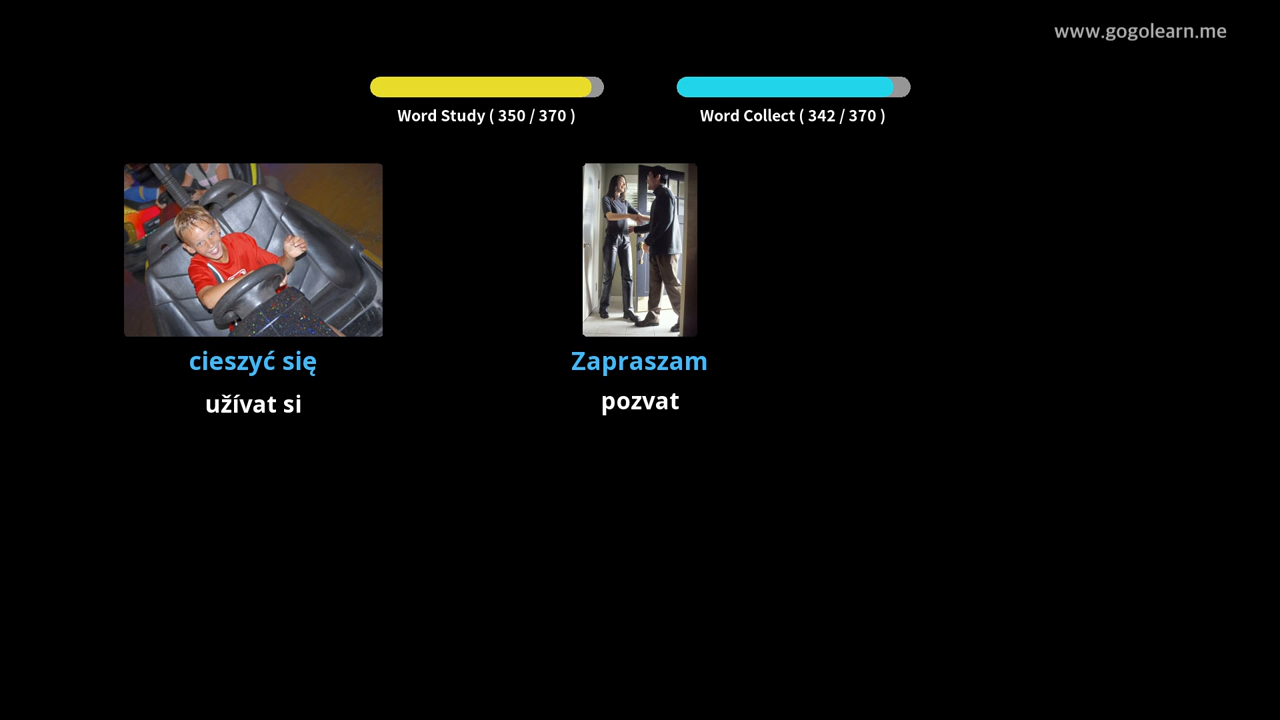 www.gogolearn.me
Word Study ( 350 / 370 )
Word Collect ( 342 / 370 )
cieszyć się
užívat si
Zapraszam
pozvat